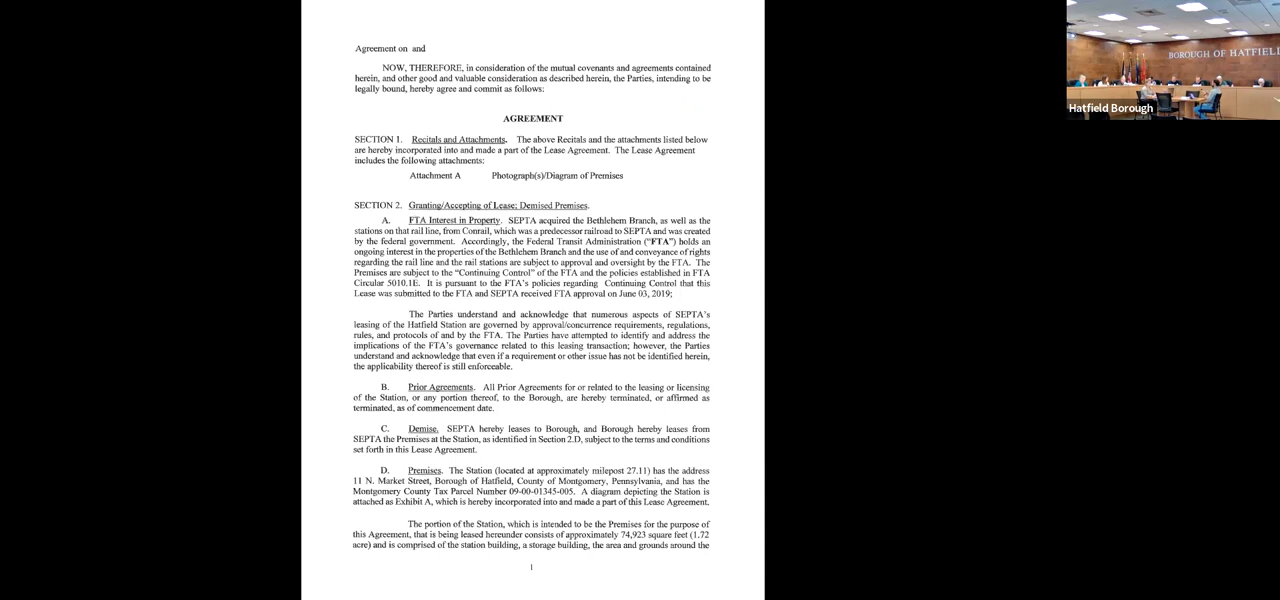 Agreement on and
NOW, THEREFORE, in consideration of the mutual covenants and agreements contained
herein, and other good and valuable consideration as described herein, the Parties, intending to be
legally bound, hereby agree and commit as follows:
AGREEMENT
SECTION 1. Recitals and Attachments. The above Recitals and the attachments listed below
are hereby incorporated into and made a part of the Lease Agreement. The Lease Agreement
includes the following attachments:
Attachment A Photograph(s)/Diagram of Premises
SECTION 2. Granting/Accepting of Lease; Demised Premises.
A. FTA Interest in Property. SEPTA acquired the Bethlehem Branch, as well as the
stations on that rail line, from Conrail, which was a predecessor railroad to SEPTA and was created
by the federal government. Accordingly, the Federal Transit Administration ("FTA") holds an
ongoing interest in the properties of the Bethlehem Branch and the use of and conveyance of rights
regarding the rail line and the rail stations are subject to approval and oversight by the FTA. The
Premises are subject to the "Continuing Control" of the FTA and the policies established in FTA
Circular 5010.1E. It is pursuant to the FTA's policies regarding Continuing Control that this
Lease was submitted to the FTA and SEPTA received FTA approval on June 03, 2019;
The Parties understand and acknowledge that numerous aspects of SEPTA's
leasing of the Hatfield Station are governed by approval/concurrence requirements, regulations,
rules, and protocols of and by the FTA. The Parties have attempted to identify and address the
implications of the FTA's governance related to this leasing transaction; however, the Parties
understand and acknowledge that even if a requirement or other issue has not be identified herein,
the applicability thereof is still enforceable.
B. Prior Agreements. All Prior Agreements for or related to the leasing or licensing
of the Station, or any portion thereof, to the Borough, are hereby terminated, or affirmed as
terminated, as of commencement date.
C. Demise. SEPTA hereby leases to Borough, and Borough hereby leases from
SEPTA the Premises at the Station, as identified in Section 2.D, subject to the terms and conditions
set forth in this Lease Agreement.
D. Premises. The Station (located at approximately milepost 27.11) has the address
11 N. Market Street, Borough of Hatfield, County of Montgomery, Pennsylvania, and has the
Montgomery County Tax Parcel Number 09-00-01345-005. A diagram depicting the Station is
attached as Exhibit A, which is hereby incorporated into and made a part of this Lease Agreement.
The portion of the Station, which is intended to be the Premises for the purpose of
this Agreement, that is being leased hereunder consists of approximately 74,923 square feet (1.72
acre) and is comprised of the station building, a storage building, the area and grounds around the
1
BOROUGH OF HATFIELD
Hatfield Borough